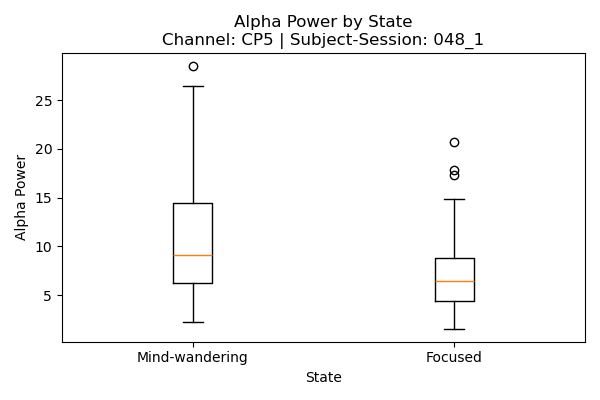 Alpha Power by State
Channel: CP5 | Subject-Session: 048_1
Alpha Power
25
20
15
10
5
Mind-wandering
Focused
State